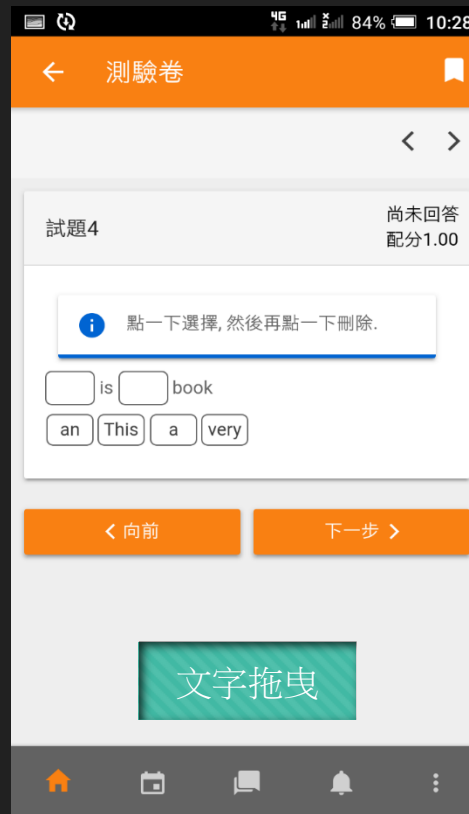 4G 84% 10:28
測驗卷
試題4
尚未回答
配分1.00
點一下選擇, 然後再點一下刪除.
is book
an This a very
向前 下一步
文字拖曳